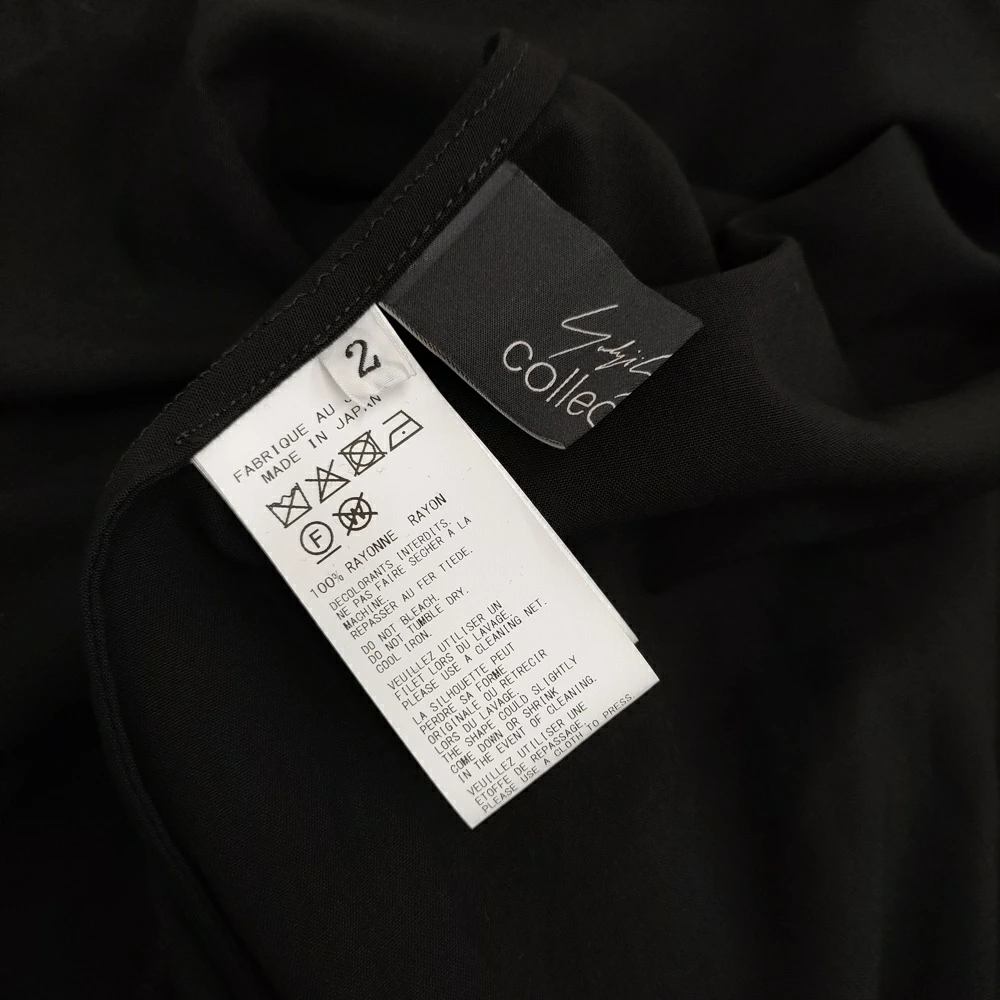 collec
2
FABRIQUE AU J
MADE IN JAPAN
F
W
100% RAYONNE RAYON
DECOLORANTS INTERDITS.
NE PAS FAIRE SECHER A LA
MACHINE.
REPASSER AU FER TIEDE.
DO NOT BLEACH.
DO NOT TUMBLE DRY.
COOL IRON.
VEUILLEZ UTILISER UN
FILET LORS DU LAVAGE.
PLEASE USE A CLEANING NET.
LA SILHOUETTE PEUT
PERDRE SA FORME
ORIGINALE OU RETRECIR
LORS DU LAVAGE.
THE SHAPE COULD SLIGHTLY
COME DOWN OR SHRINK
IN THE EVENT OF CLEANING.
VEUILLEZ UTILISER UNE
ETOFFE DE REPASSAGE.
PLEASE USE A CLOTH TO PRESS.